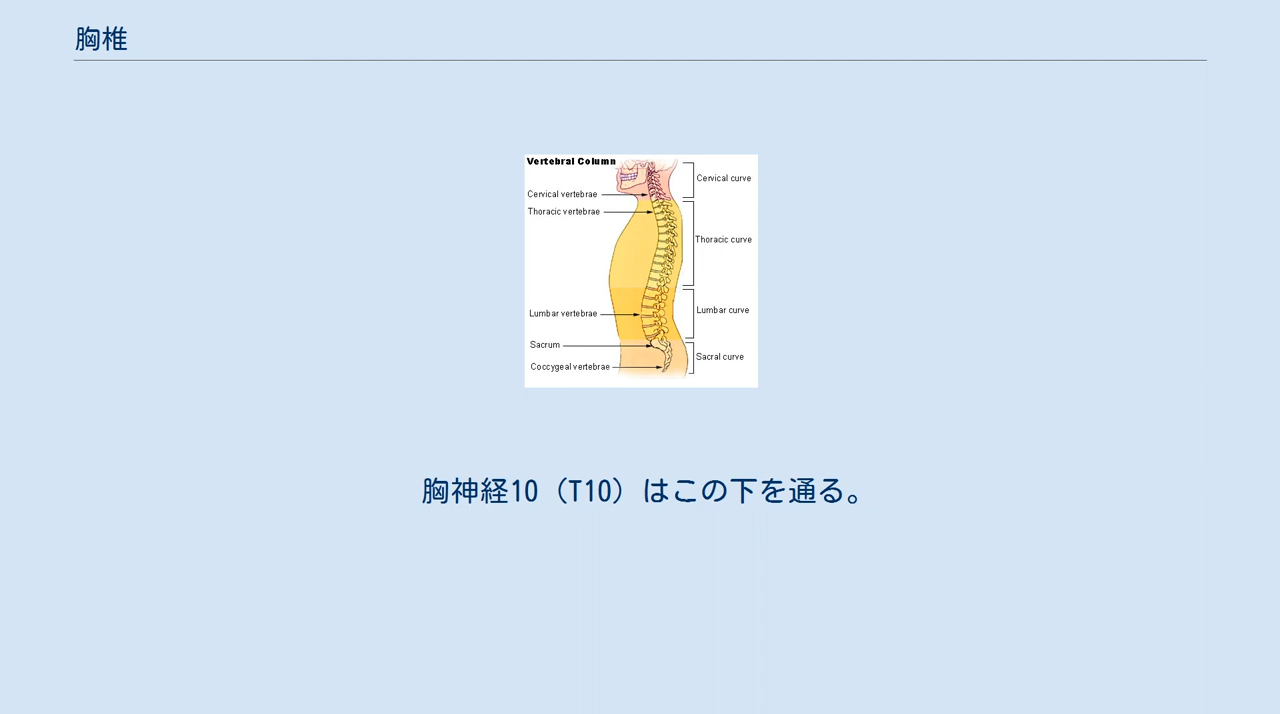 胸椎
Vertebral Column
Cervical curve
Cervical vertebrae
Thoracic vertebrae
Thoracic curve
Lumbar curve
Lumbar vertebrae
Sacrum
Sacral curve
Coccygeal vertebrae
胸神経10（T10）はこの下を通る。